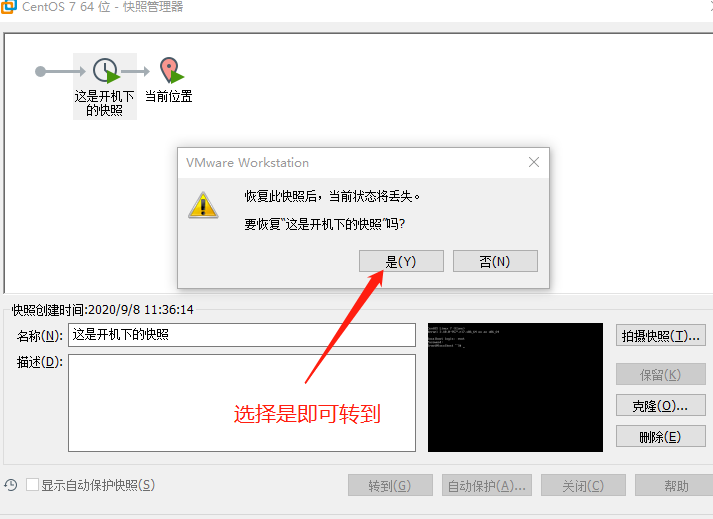 CentOS 7 64 位 - 快照管理器
这是开机下
的快照
当前位置
VMware Workstation
恢复此快照后，当前状态将丢失。
要恢复"这是开机下的快照"吗?
是(Y)
否(N)
快照创建时间:2020/9/8 11:36:14
名称(N):
这是开机下的快照
拍摄快照(T)...
描述(D):
保留(K)
克隆(O)...
选择是即可转到
删除(E)
显示自动保护快照(S)
转到(G)
自动保护(A)...
关闭(C)
帮助